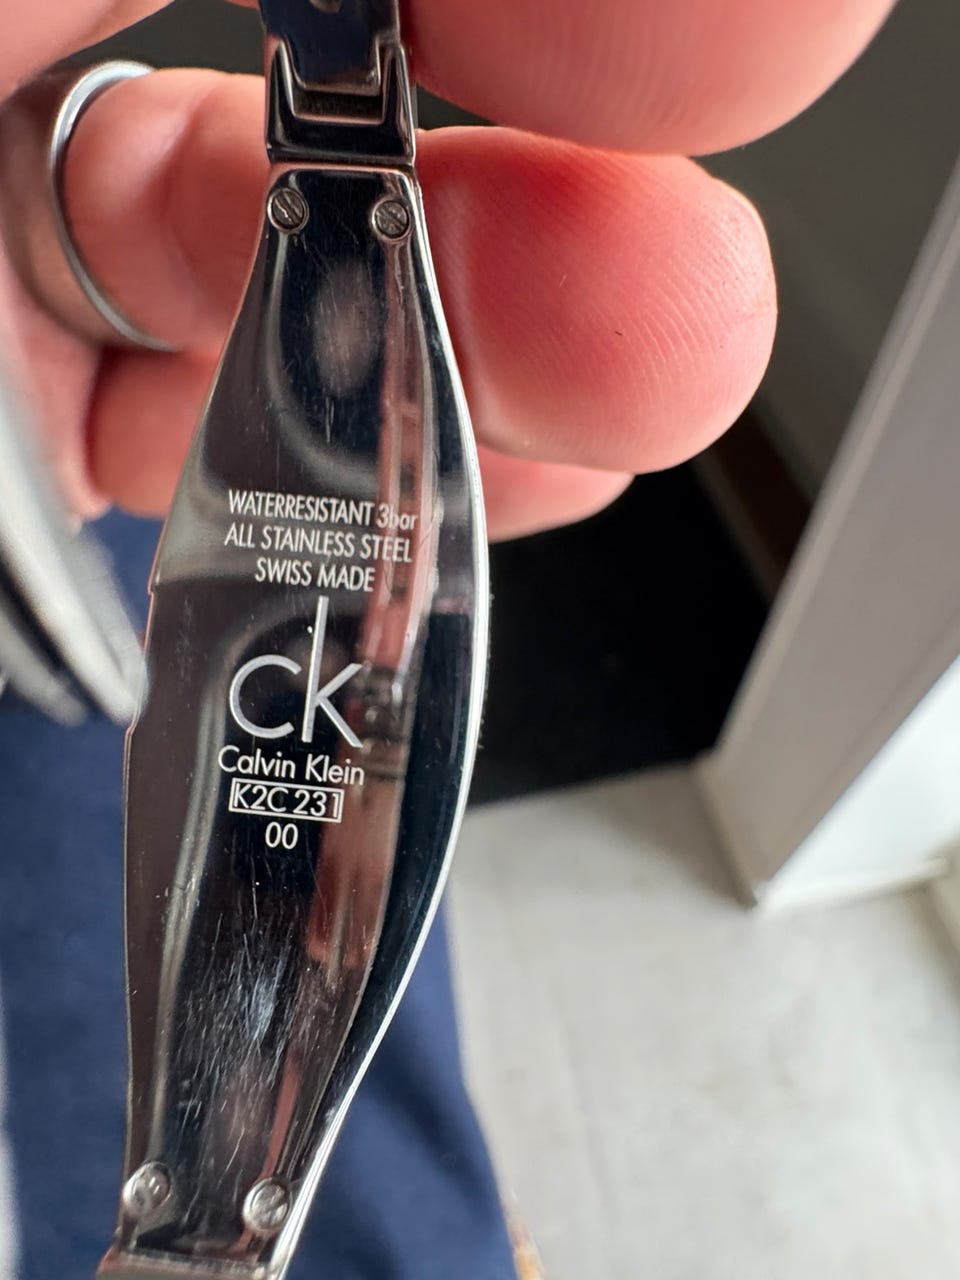 WATERRESISTANT 3bar
ALL STAINLESS STEEL
SWISS MADE
ck
Calvin Klein
K2C 231
00